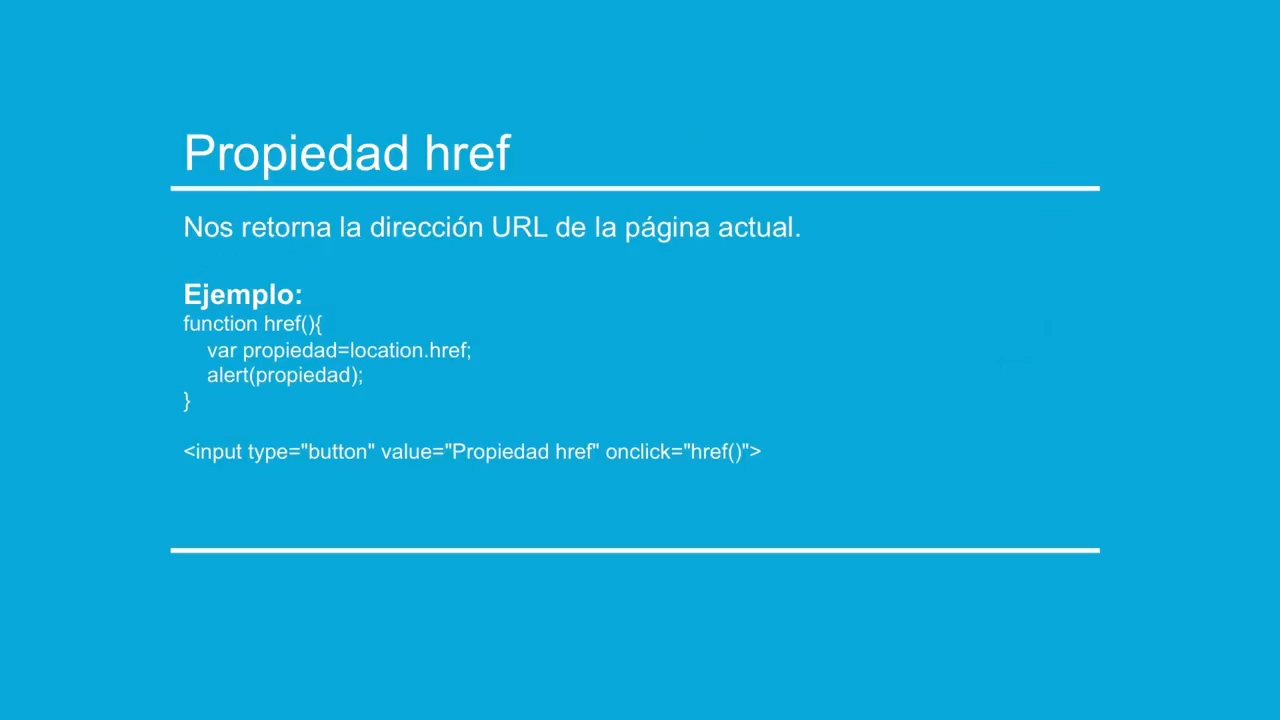 Propiedad href
Nos retorna la dirección URL de la página actual.
Ejemplo:
function href(){
var propiedad=location.href;
alert(propiedad);
}
<input type="button" value="Propiedad href" onclick="href()">